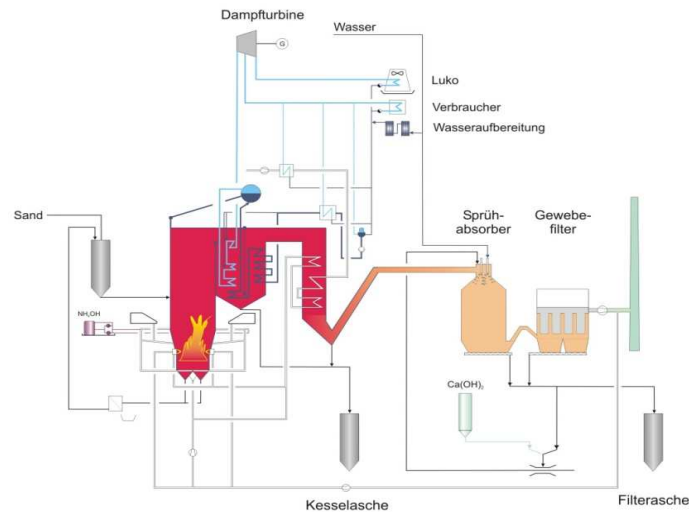 Dampfturbine
Wasser
G
Luko
Verbraucher
Wasseraufbereitung
Sand
Sprüh-
absorber
Gewebe-
filter
NH₄OH
Ca(OH)₂
Kesselasche
Filterasche